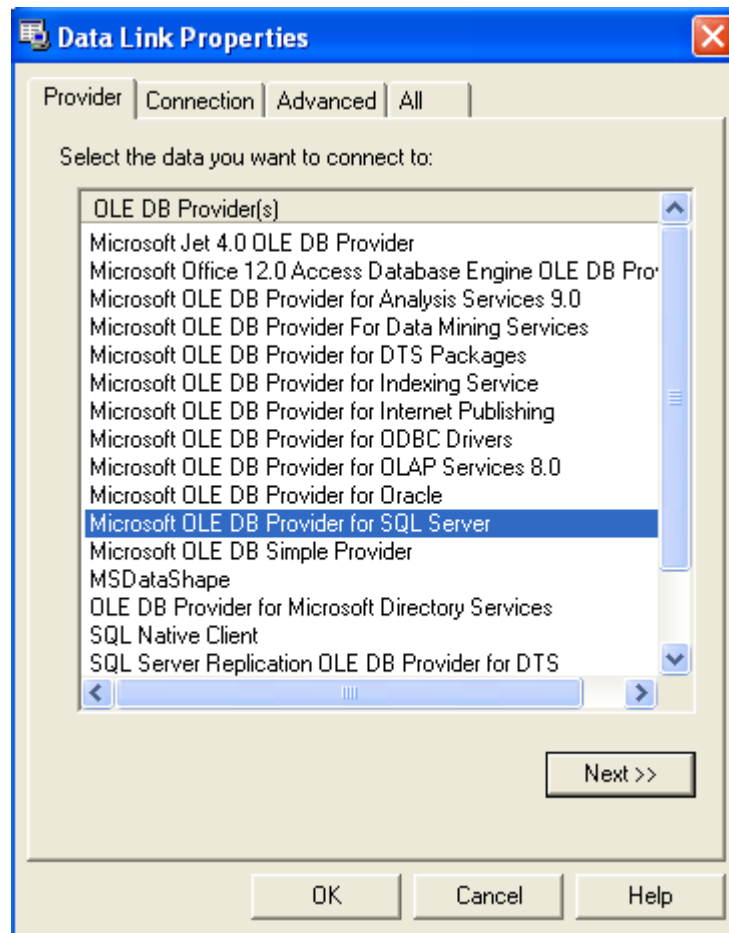 Data Link Properties
Provider Connection Advanced All
Select the data you want to connect to:
OLE DB Provider(s)
Microsoft Jet 4.0 OLE DB Provider
Microsoft Office 12.0 Access Database Engine OLE DB Pro
Microsoft OLE DB Provider for Analysis Services 9.0
Microsoft OLE DB Provider For Data Mining Services
Microsoft OLE DB Provider for DTS Packages
Microsoft OLE DB Provider for Indexing Service
Microsoft OLE DB Provider for Internet Publishing
Microsoft OLE DB Provider for ODBC Drivers
Microsoft OLE DB Provider for OLAP Services 8.0
Microsoft OLE DB Provider for Oracle
Microsoft OLE DB Provider for SQL Server
Microsoft OLE DB Simple Provider
MSDataShape
OLE DB Provider for Microsoft Directory Services
SQL Native Client
SQL Server Replication OLE DB Provider for DTS
Next >>
OK Cancel Help